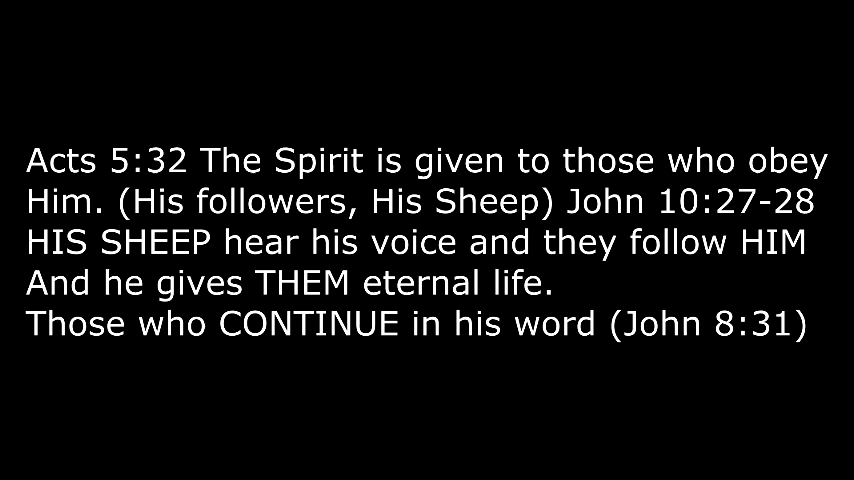 Acts 5:32 The Spirit is given to those who obey
Him. (His followers, His Sheep) John 10:27-28
HIS SHEEP hear his voice and they follow HIM
And he gives THEM eternal life.
Those who CONTINUE in his word (John 8:31)